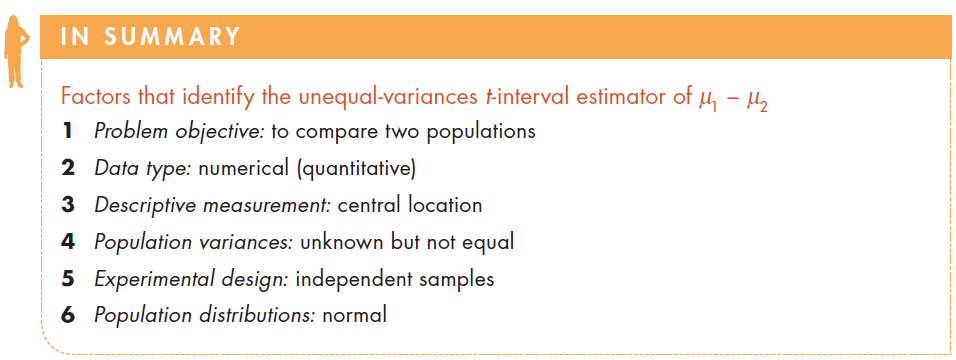 IN SUMMARY
Factors that identify the unequal-variances t-interval estimator of μ₁ − μ₂
1 Problem objective: to compare two populations
2 Data type: numerical (quantitative)
3 Descriptive measurement: central location
4 Population variances: unknown but not equal
5 Experimental design: independent samples
6 Population distributions: normal